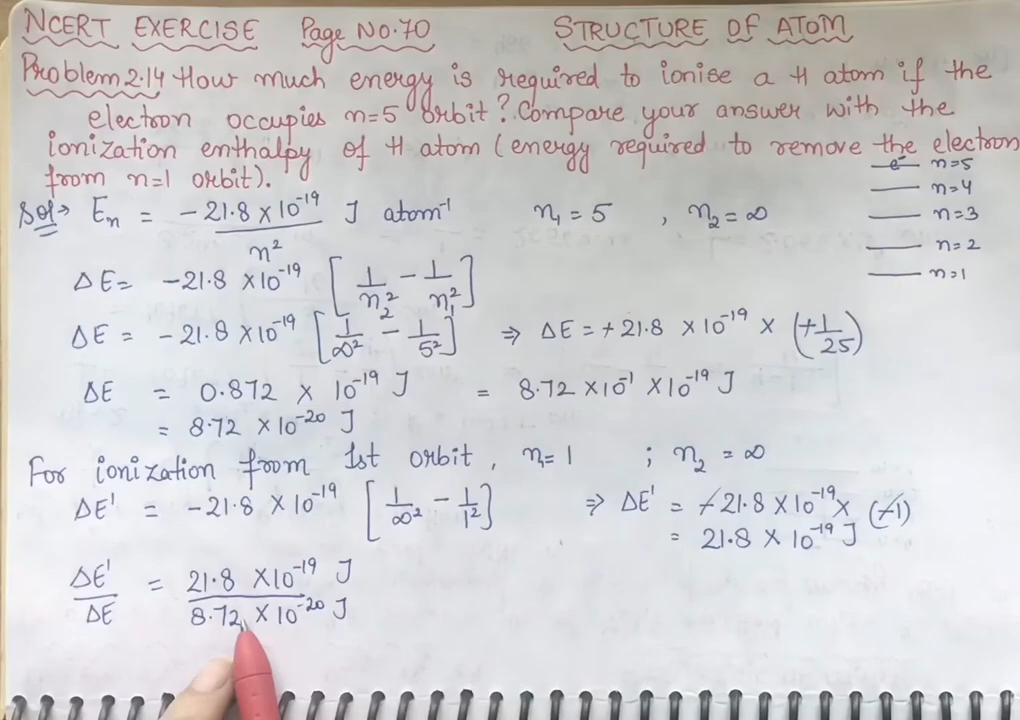 NCERT EXERCISE Page No.70 STRUCTURE OF ATOM
Problem 2.14 How much energy is required to ionise a H atom if the
electron occupies n=5 orbit? Compare your answer with the
ionization enthalpy of H atom (energy required to remove the electron
from n=1 orbit).
e⁻ n=5
n=4
n=3
n=2
n=1
Sol→ En = -21.8 × 10⁻¹⁹ / n² J atom⁻¹ n₁ = 5 , n₂ = ∞
ΔE = -21.8 × 10⁻¹⁹ [1/n₂² - 1/n₁²]
ΔE = -21.8 × 10⁻¹⁹ [1/∞² - 1/5²] ⇒ ΔE = +21.8 × 10⁻¹⁹ × (+1/25)
ΔE = 0.872 × 10⁻¹⁹ J = 8.72 × 10⁻¹ × 10⁻¹⁹ J
= 8.72 × 10⁻²⁰ J
For ionization from 1st orbit, n₁= 1 ; n₂ = ∞
ΔE' = -21.8 × 10⁻¹⁹ [1/∞² - 1/1²] ⇒ ΔE' = -21.8 × 10⁻¹⁹ × (-1)
= 21.8 × 10⁻¹⁹ J
ΔE'/ΔE = 21.8 × 10⁻¹⁹ J / 8.72 × 10⁻²⁰ J